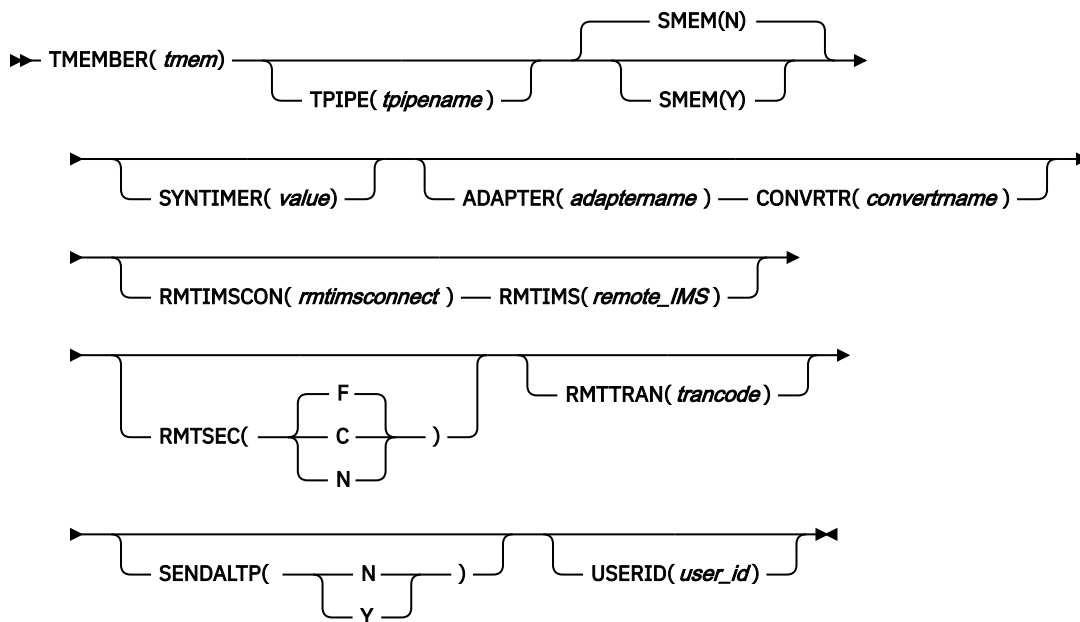 SMEM(N)
TMEMBER( tmem)
TPIPE( tpipename )
SMEM(Y)
SYNTIMER( value)
ADAPTER( adaptername ) CONVRTR( convertrname )
RMTIMSCON( rmtimsconnect ) RMTIMS( remote_IMS)
F
RMTTRAN( trancode )
RMTSEC( C )
N
SENDALTP( N ) USERID( user_id )
Y